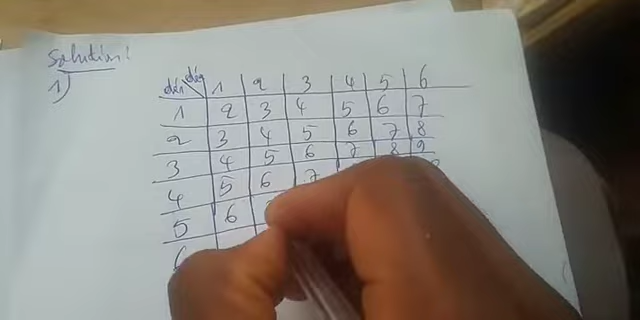 Solution:
1)
dé1 dé2 1 2 3 4 5 6
1 2 3 4 5 6 7
2 3 4 5 6 7 8
3 4 5 6 7 8 9
4 5 6 7
5 6
6